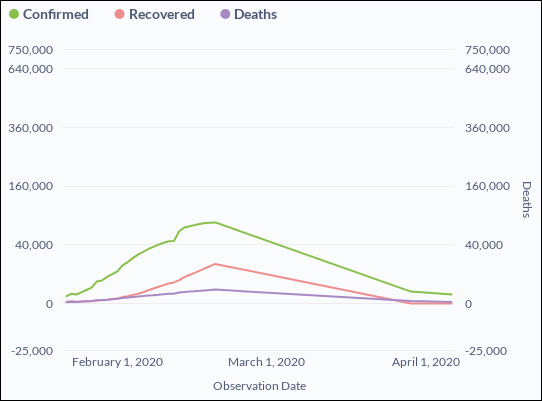 Confirmed Recovered Deaths
750,000 750,000
640,000 640,000
360,000 360,000
160,000 160,000
Deaths
40,000 40,000
0 0
-25,000 -25,000
February 1, 2020 March 1, 2020 April 1, 2020
Observation Date